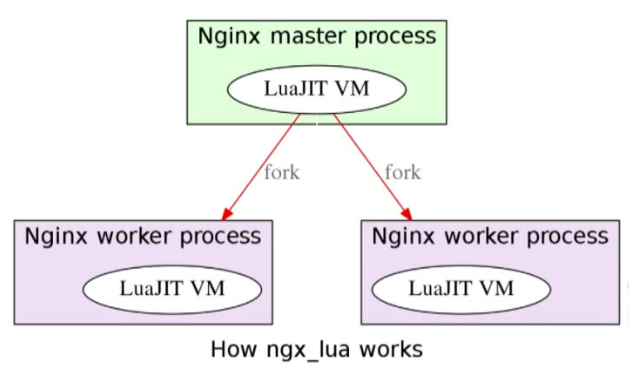 Nginx master process
LuaJIT VM
fork
fork
Nginx worker process
Nginx worker process
LuaJIT VM
LuaJIT VM
How ngx_lua works